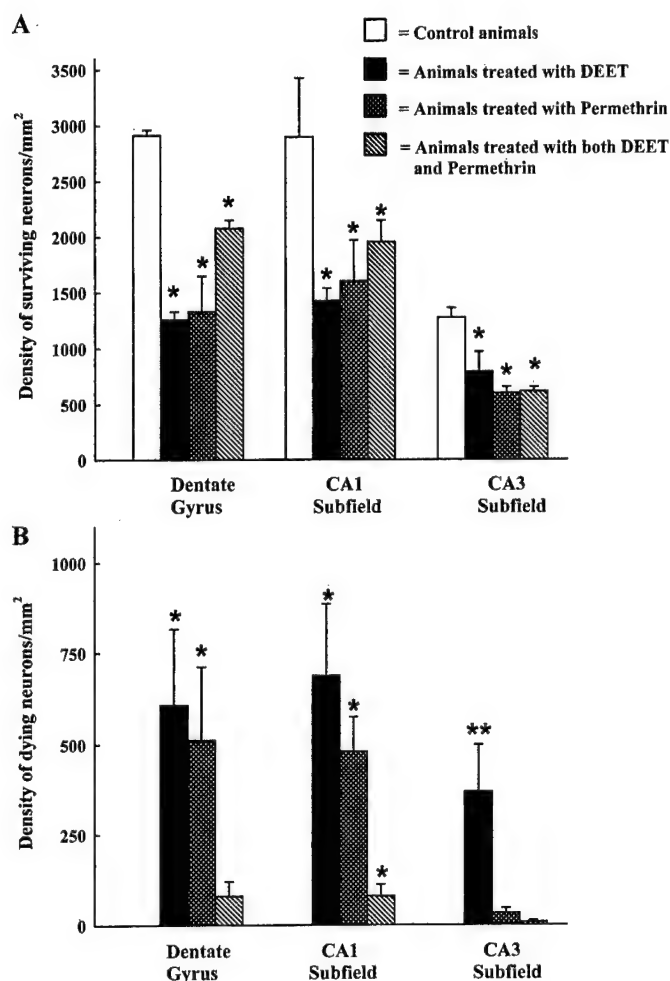 A
= Control animals
= Animals treated with DEET
= Animals treated with Permethrin
= Animals treated with both DEET
and Permethrin
Density of surviving neurons/mm²
3500
3000
2500
2000
1500
1000
500
0
* * *
* * *
* * *
Dentate
Gyrus
CA1
Subfield
CA3
Subfield
B
Density of dying neurons/mm²
1000
750
500
250
0
* *
* * *
**
Dentate
Gyrus
CA1
Subfield
CA3
Subfield